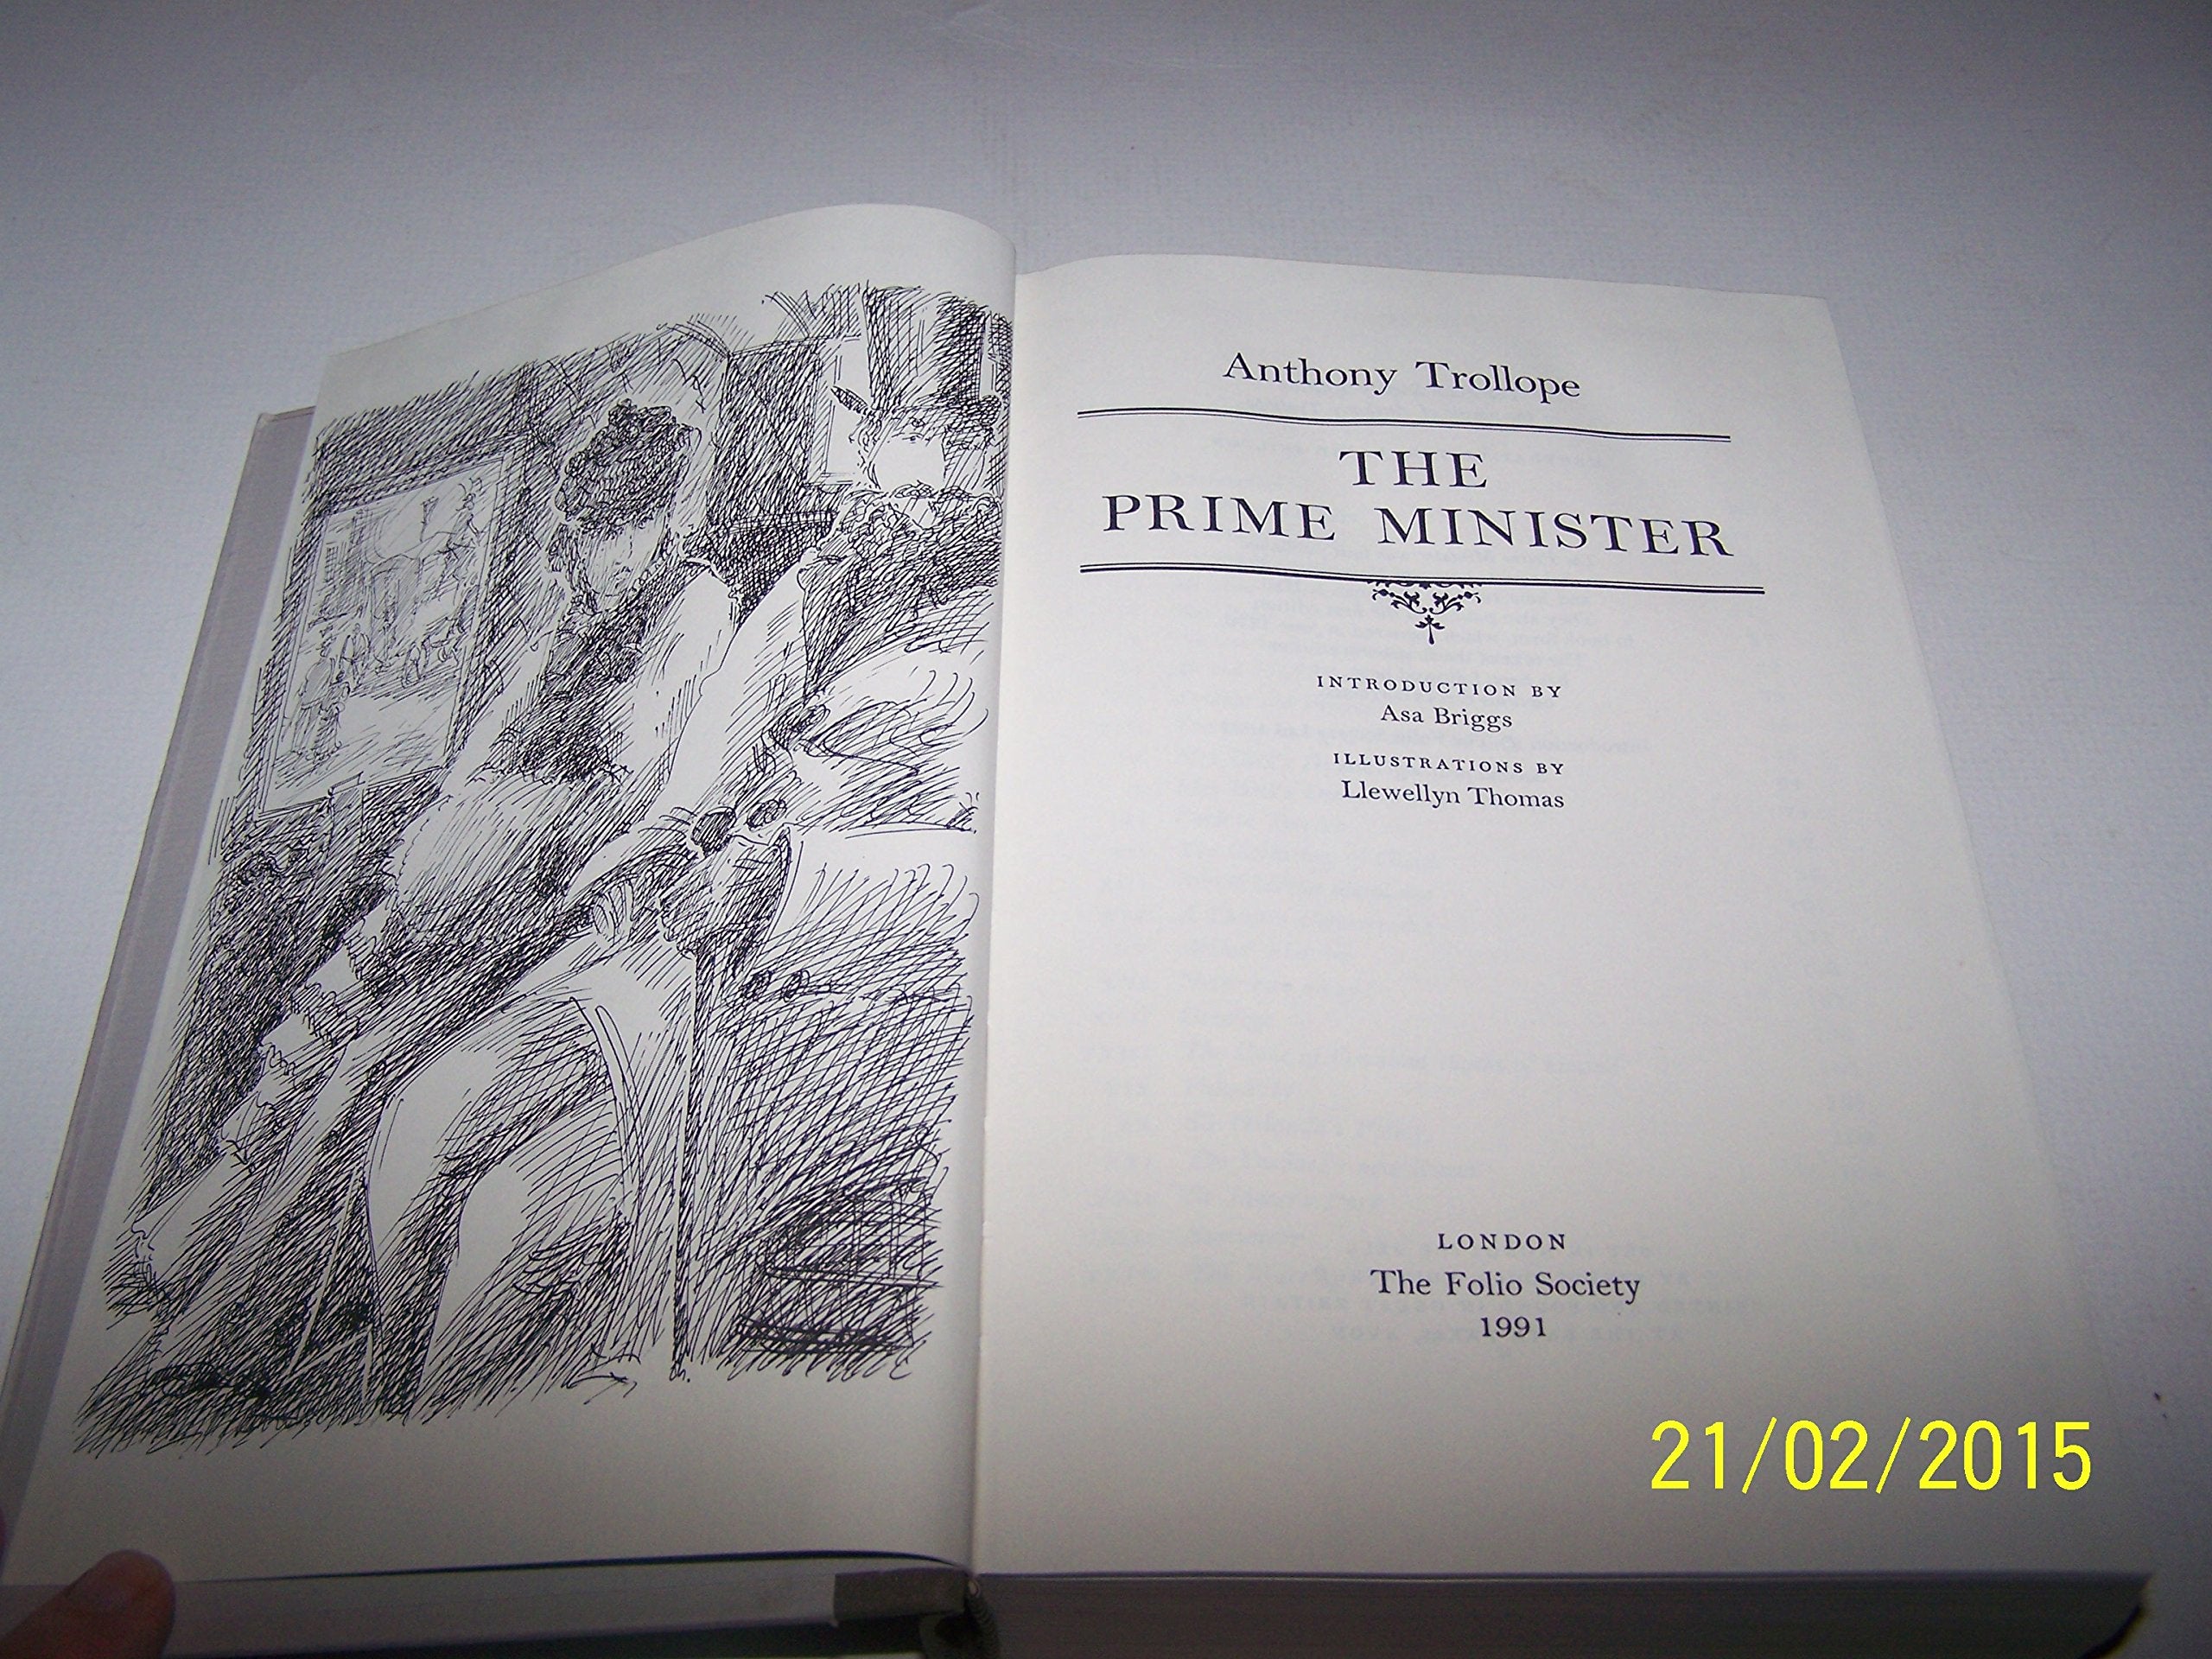 Anthony Trollope
THE
PRIME MINISTER
INTRODUCTION BY
Asa Briggs
ILLUSTRATIONS BY
Llewellyn Thomas
LONDON
The Folio Society
1991
21/02/2015